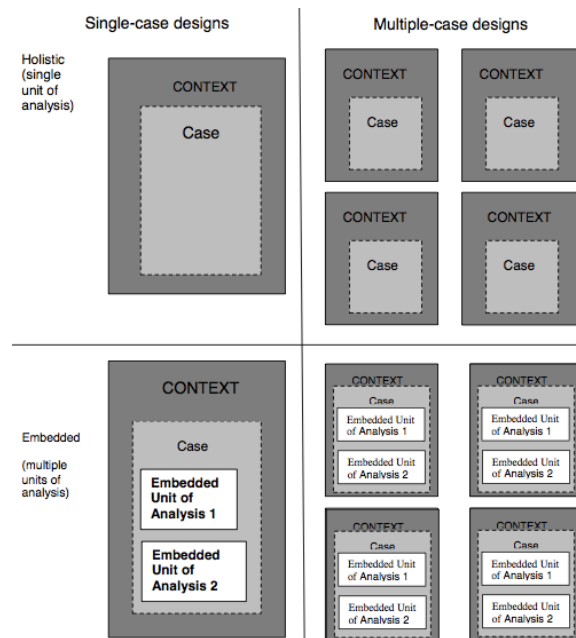 Single-case designs
Multiple-case designs
Holistic
(single
unit of
analysis)
CONTEXT
Case
CONTEXT
Case
CONTEXT
Case
CONTEXT
Case
CONTEXT
Case
Embedded
(multiple
units of
analysis)
CONTEXT
Case
Embedded
Unit of
Analysis 1
Embedded
Unit of
Analysis 2
CONTEXT
Case
Embedded Unit
of Analysis 1
Embedded Unit
of Analysis 2
CONTEXT
Case
Embedded Unit
of Analysis 1
Embedded Unit
of Analysis 2
CONTEXT
Case
Embedded Unit
of Analysis 1
Embedded Unit
of Analysis 2
CONTEXT
Case
Embedded Unit
of Analysis 1
Embedded Unit
of Analysis 2